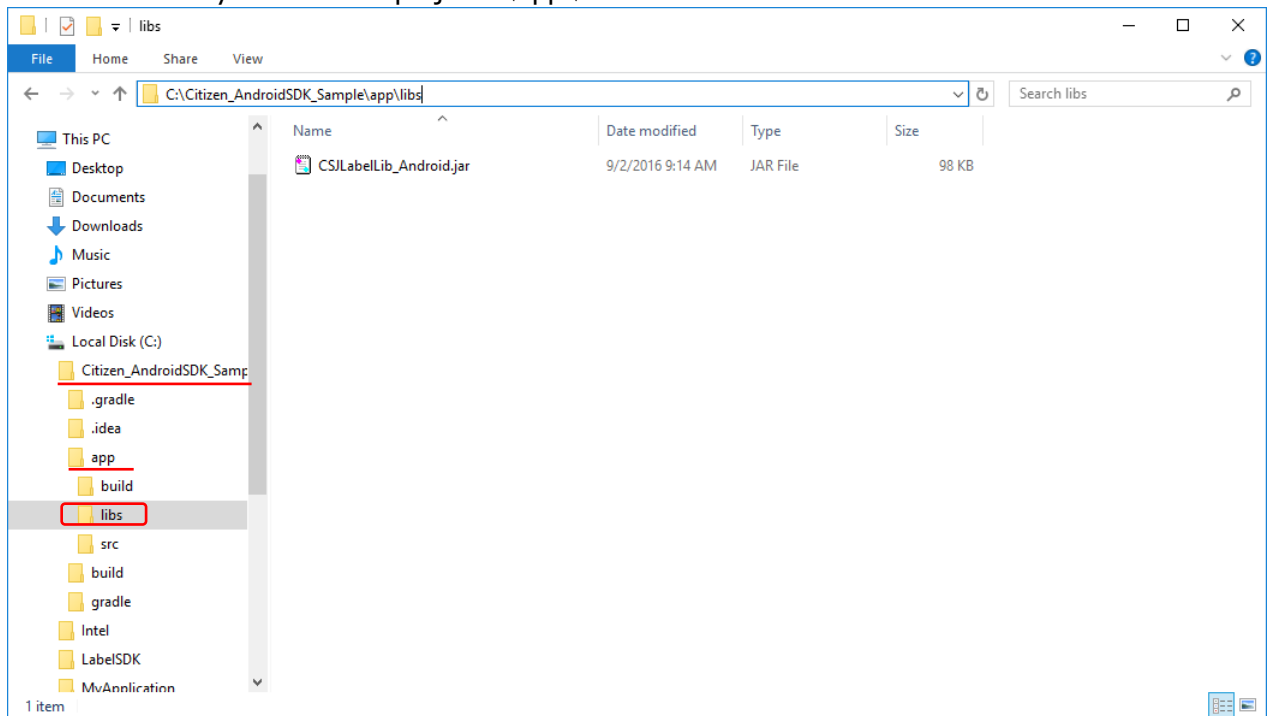 libs
File Home Share View
C:\Citizen_AndroidSDK_Sample\app\libs
Search libs
Name Date modified Type Size
CSJLabelLib_Android.jar 9/2/2016 9:14 AM JAR File 98 KB
This PC
Desktop
Documents
Downloads
Music
Pictures
Videos
Local Disk (C:)
Citizen_AndroidSDK_Samp
.gradle
.idea
app
build
libs
src
build
gradle
Intel
LabelSDK
MyApplication
1 item